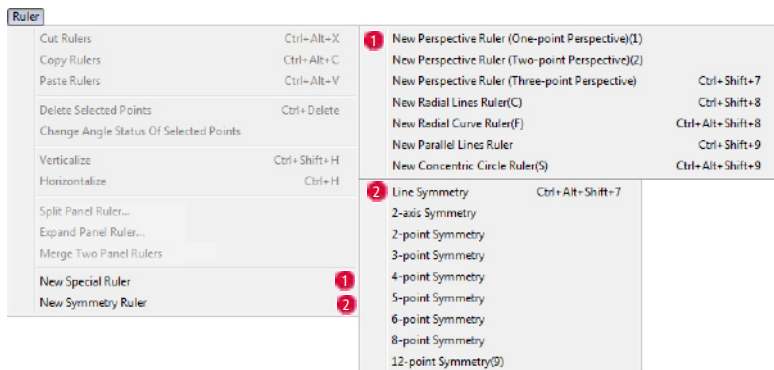 Ruler
Cut Rulers Ctrl+Alt+X
Copy Rulers Ctrl+Alt+C
Paste Rulers Ctrl+Alt+V
Delete Selected Points Ctrl+Delete
Change Angle Status Of Selected Points
Verticalize Ctrl+Shift+H
Horizontalize Ctrl+H
Split Panel Ruler...
Expand Panel Ruler...
Merge Two Panel Rulers
New Special Ruler 1
New Symmetry Ruler 2
1 New Perspective Ruler (One-point Perspective)(1)
New Perspective Ruler (Two-point Perspective)(2)
New Perspective Ruler (Three-point Perspective) Ctrl+Shift+7
New Radial Lines Ruler(C) Ctrl+Shift+8
New Radial Curve Ruler(F) Ctrl+Alt+Shift+8
New Parallel Lines Ruler Ctrl+Shift+9
New Concentric Circle Ruler(S) Ctrl+Alt+Shift+9
2 Line Symmetry Ctrl+Alt+Shift+7
2-axis Symmetry
2-point Symmetry
3-point Symmetry
4-point Symmetry
5-point Symmetry
6-point Symmetry
8-point Symmetry
12-point Symmetry(9)